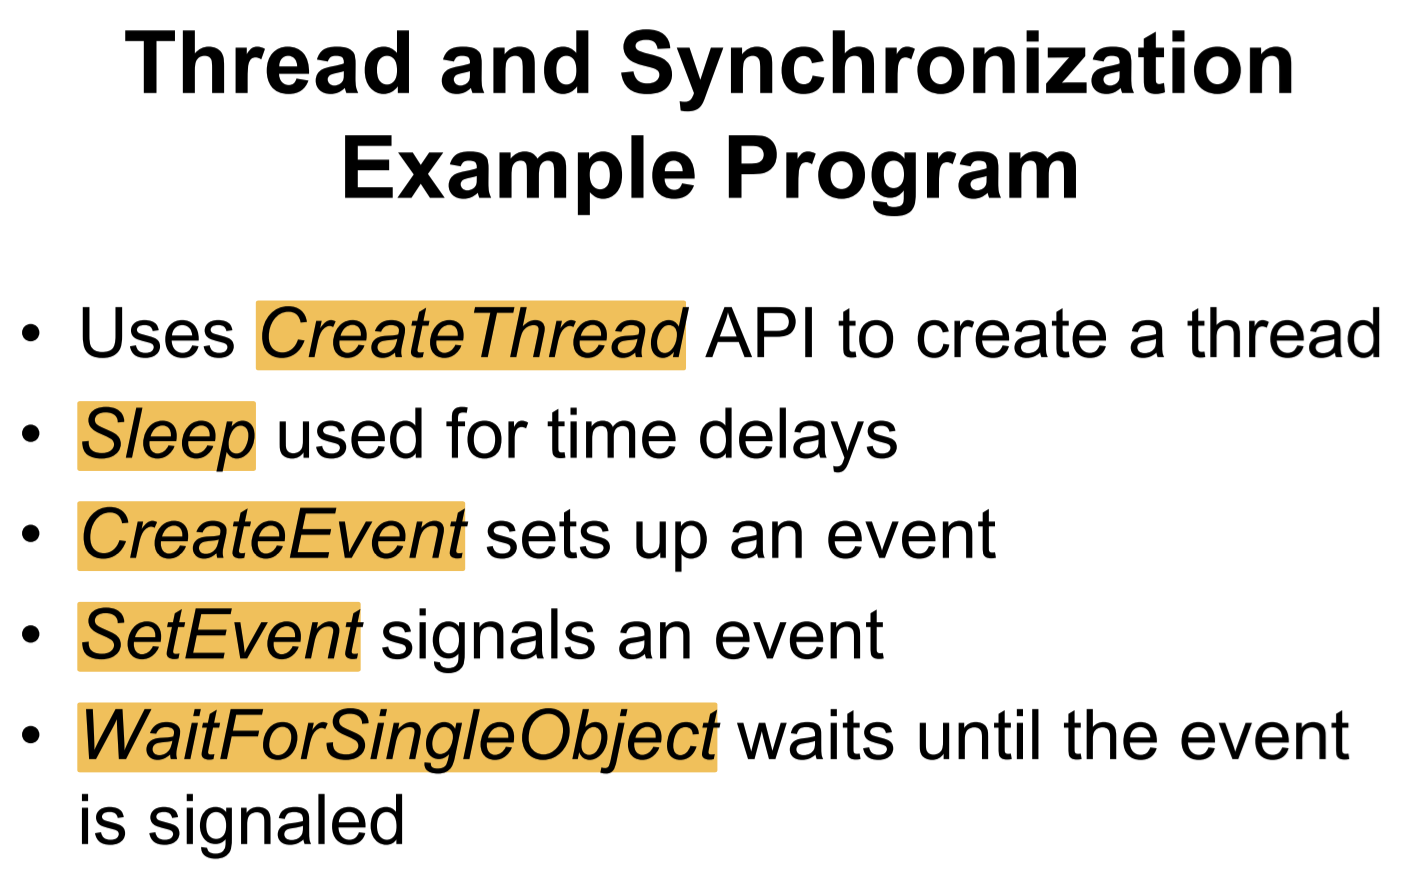 Thread and Synchronization
Example Program
• Uses CreateThread API to create a thread
• Sleep used for time delays
• CreateEvent sets up an event
• SetEvent signals an event
• WaitForSingleObject waits until the event
is signaled